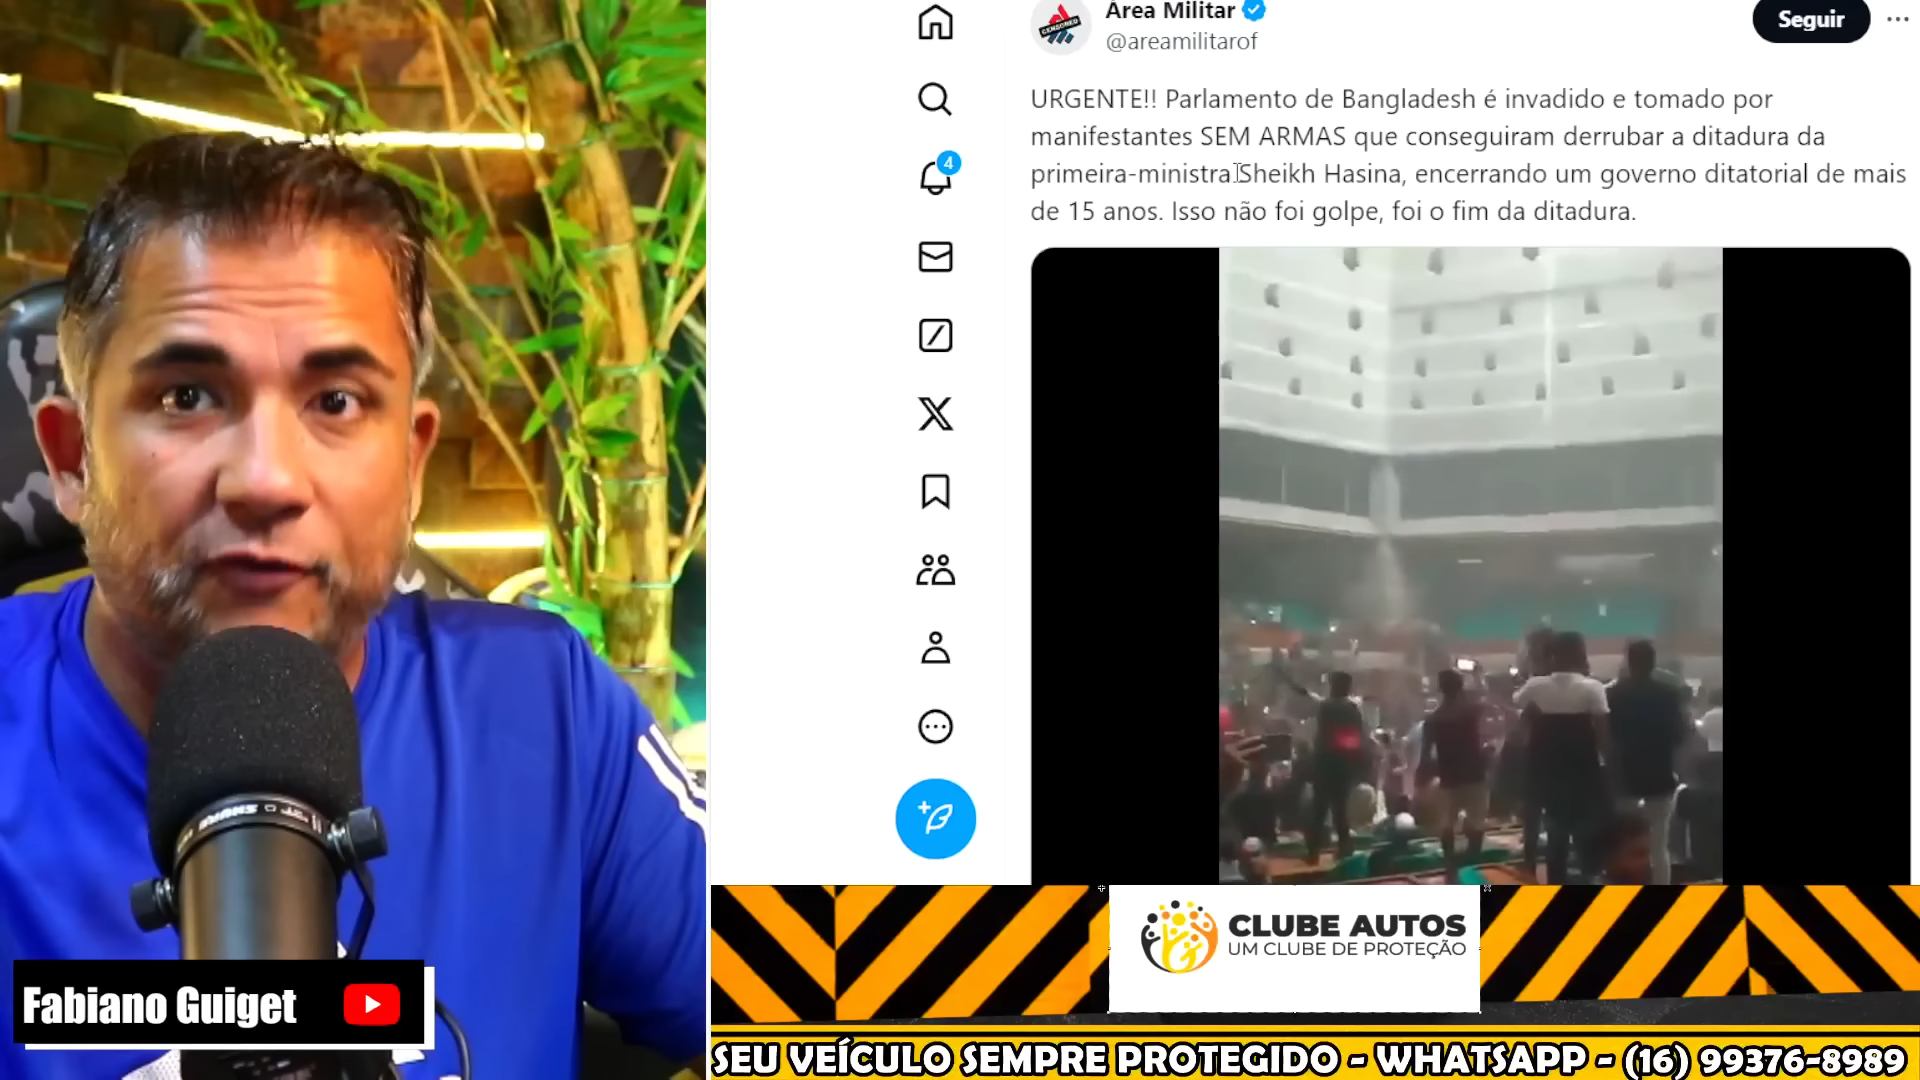 Área Militar
@areamilitarof
Seguir
4
URGENTE!! Parlamento de Bangladesh é invadido e tomado por
manifestantes SEM ARMAS que conseguiram derrubar a ditadura da
primeira-ministra Sheikh Hasina, encerrando um governo ditatorial de mais
de 15 anos. Isso não foi golpe, foi o fim da ditadura.
CENSORED
SHURE
Fabiano Guiget
CLUBE AUTOS
UM CLUBE DE PROTEÇÃO
SEU VEÍCULO SEMPRE PROTEGIDO - WHATSAPP - (16) 99376-8989